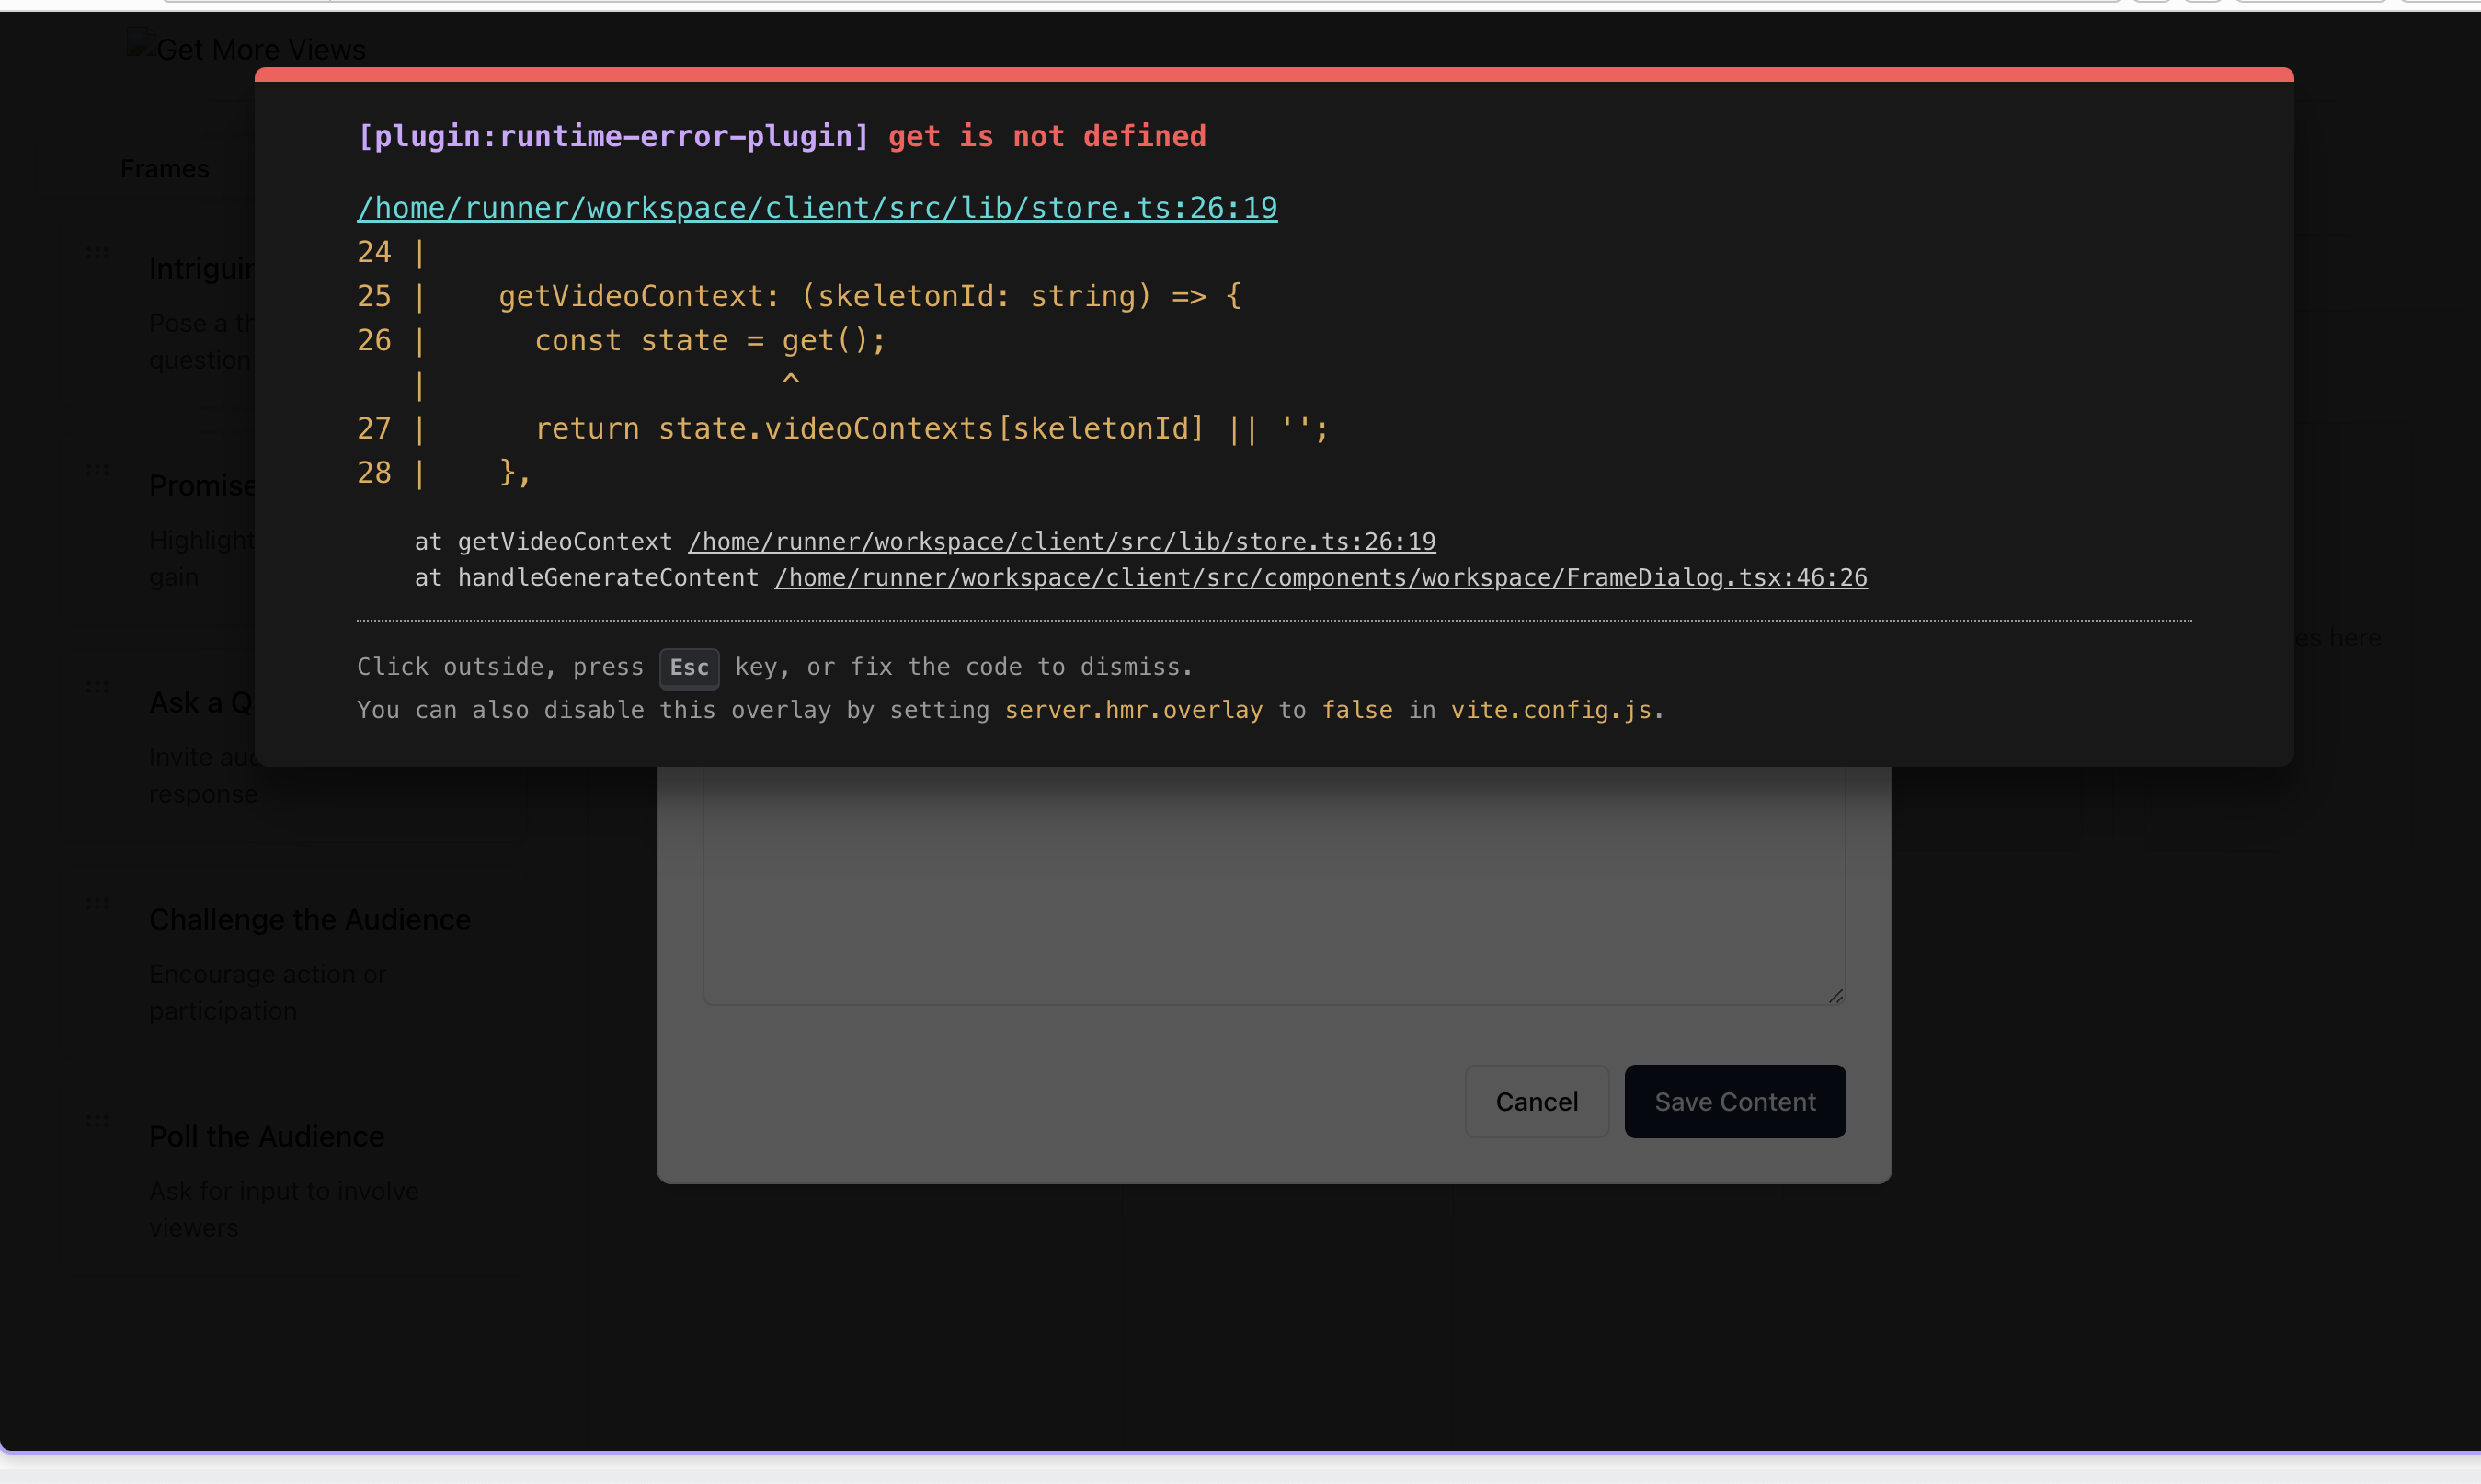 Get More Views
[plugin:runtime-error-plugin] get is not defined
Frames
/home/runner/workspace/client/src/lib/store.ts:26:19
24 |
25 |    getVideoContext: (skeletonId: string) => {
26 |      const state = get();
   |                    ^
27 |      return state.videoContexts[skeletonId] || '';
28 |    },
at getVideoContext /home/runner/workspace/client/src/lib/store.ts:26:19
at handleGenerateContent /home/runner/workspace/client/src/components/workspace/FrameDialog.tsx:46:26
Click outside, press Esc key, or fix the code to dismiss.
You can also disable this overlay by setting server.hmr.overlay to false in vite.config.js.
Pose a
question
Promise
Highlight
gain
Ask a Q
Invite
response
here
Challenge the Audience
Encourage action or
participation
Poll the Audience
Ask for input to involve
viewers
Cancel
Save Content